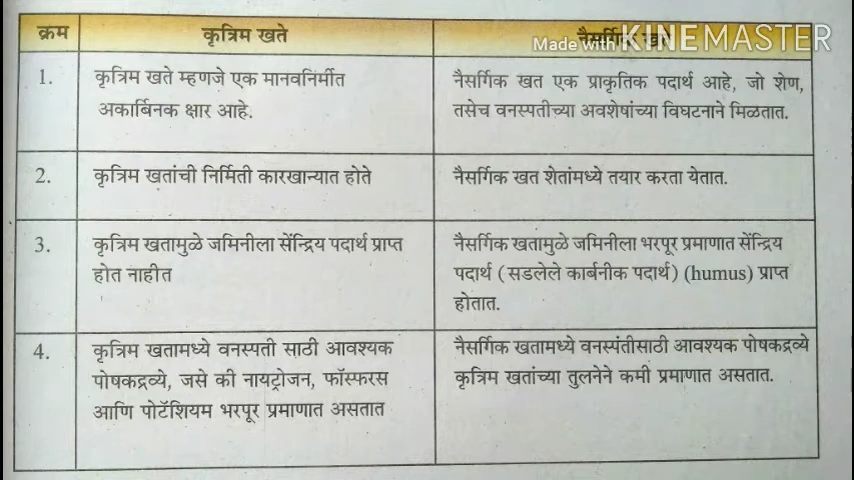 क्रम
कृत्रिम खते
नैसर्गिक
Made with KINEMASTER
1.
कृत्रिम खते म्हणजे एक मानवनिर्मीत
अकार्बिनक क्षार आहे.
नैसर्गिक खत एक प्राकृतिक पदार्थ आहे, जो शेण,
तसेच वनस्पतीच्या अवशेषांच्या विघटनाने मिळतात.
2.
कृत्रिम खतांची निर्मिती कारखान्यात होते
नैसर्गिक खत शेतांमध्ये तयार करता येतात.
3.
कृत्रिम खतामुळे जमिनीला सेंन्द्रिय पदार्थ प्राप्त
होत नाहीत
नैसर्गिक खतामुळे जमिनीला भरपूर प्रमाणात सेंन्द्रिय
पदार्थ (सडलेले कार्बनीक पदार्थ) (humus) प्राप्त
होतात.
4.
कृत्रिम खतामध्ये वनस्पती साठी आवश्यक
पोषकद्रव्ये, जसे की नायट्रोजन, फॉस्फरस
आणि पोटॅशियम भरपूर प्रमाणात असतात
नैसर्गिक खतामध्ये वनस्पंतीसाठी आवश्यक पोषकद्रव्ये
कृत्रिम खतांच्या तुलनेने कमी प्रमाणात असतात.